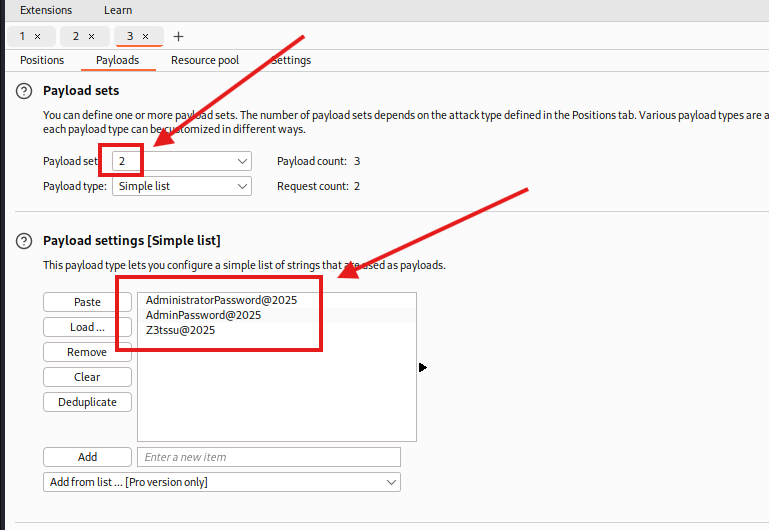 Extensions Learn
1 × 2 × 3 × +
Positions Payloads Resource pool Settings
? Payload sets
You can define one or more payload sets. The number of payload sets depends on the attack type defined in the Positions tab. Various payload types are a
each payload type can be customized in different ways.
Payload set: 2 Payload count: 3
Payload type: Simple list Request count: 2
? Payload settings [Simple list]
This payload type lets you configure a simple list of strings that are used as payloads.
Paste AdministratorPassword@2025
AdminPassword@2025
Load ... Z3tssu@2025
Remove
Clear
Deduplicate
Add Enter a new item
Add from list ... [Pro version only]